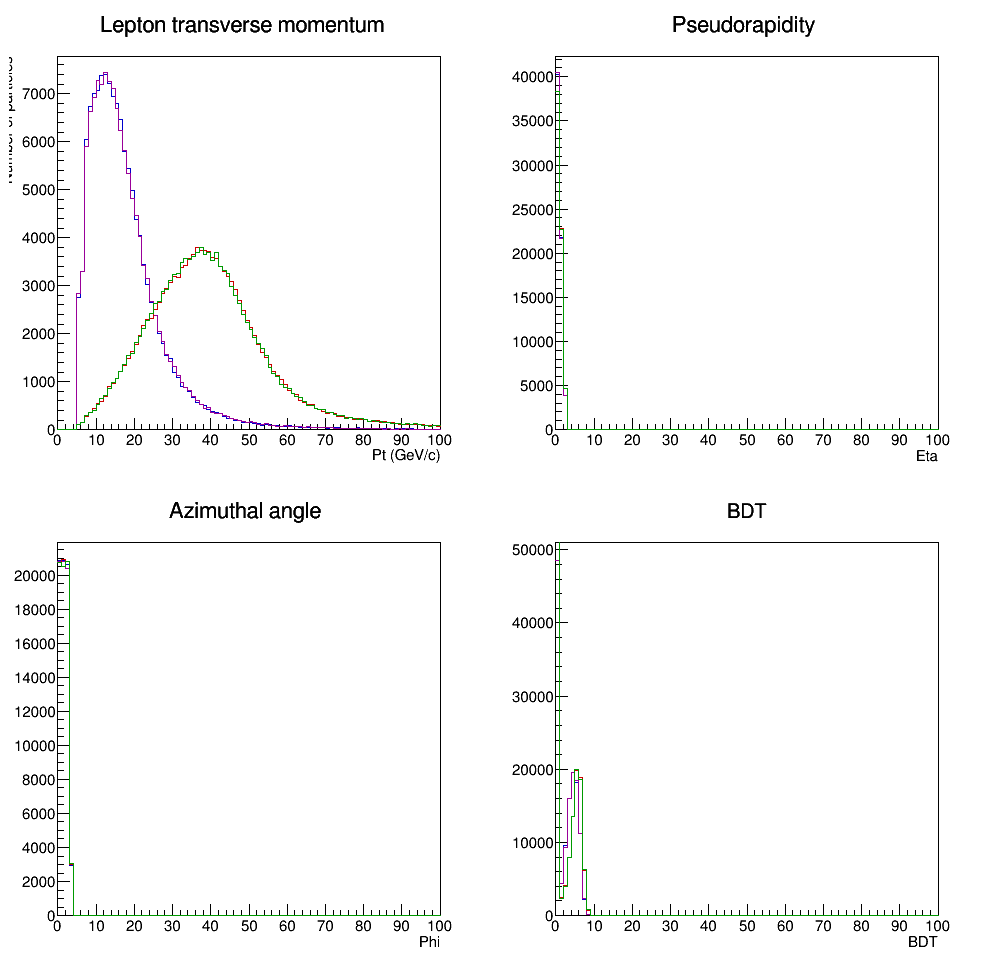 Lepton transverse momentum
Number of particles
7000
6000
5000
4000
3000
2000
1000
0
0 10 20 30 40 50 60 70 80 90 100
Pt (GeV/c)
Pseudorapidity
40000
35000
30000
25000
20000
15000
10000
5000
0
0 10 20 30 40 50 60 70 80 90 100
Eta
Azimuthal angle
20000
18000
16000
14000
12000
10000
8000
6000
4000
2000
0
0 10 20 30 40 50 60 70 80 90 100
Phi
BDT
50000
40000
30000
20000
10000
0
0 10 20 30 40 50 60 70 80 90 100
BDT